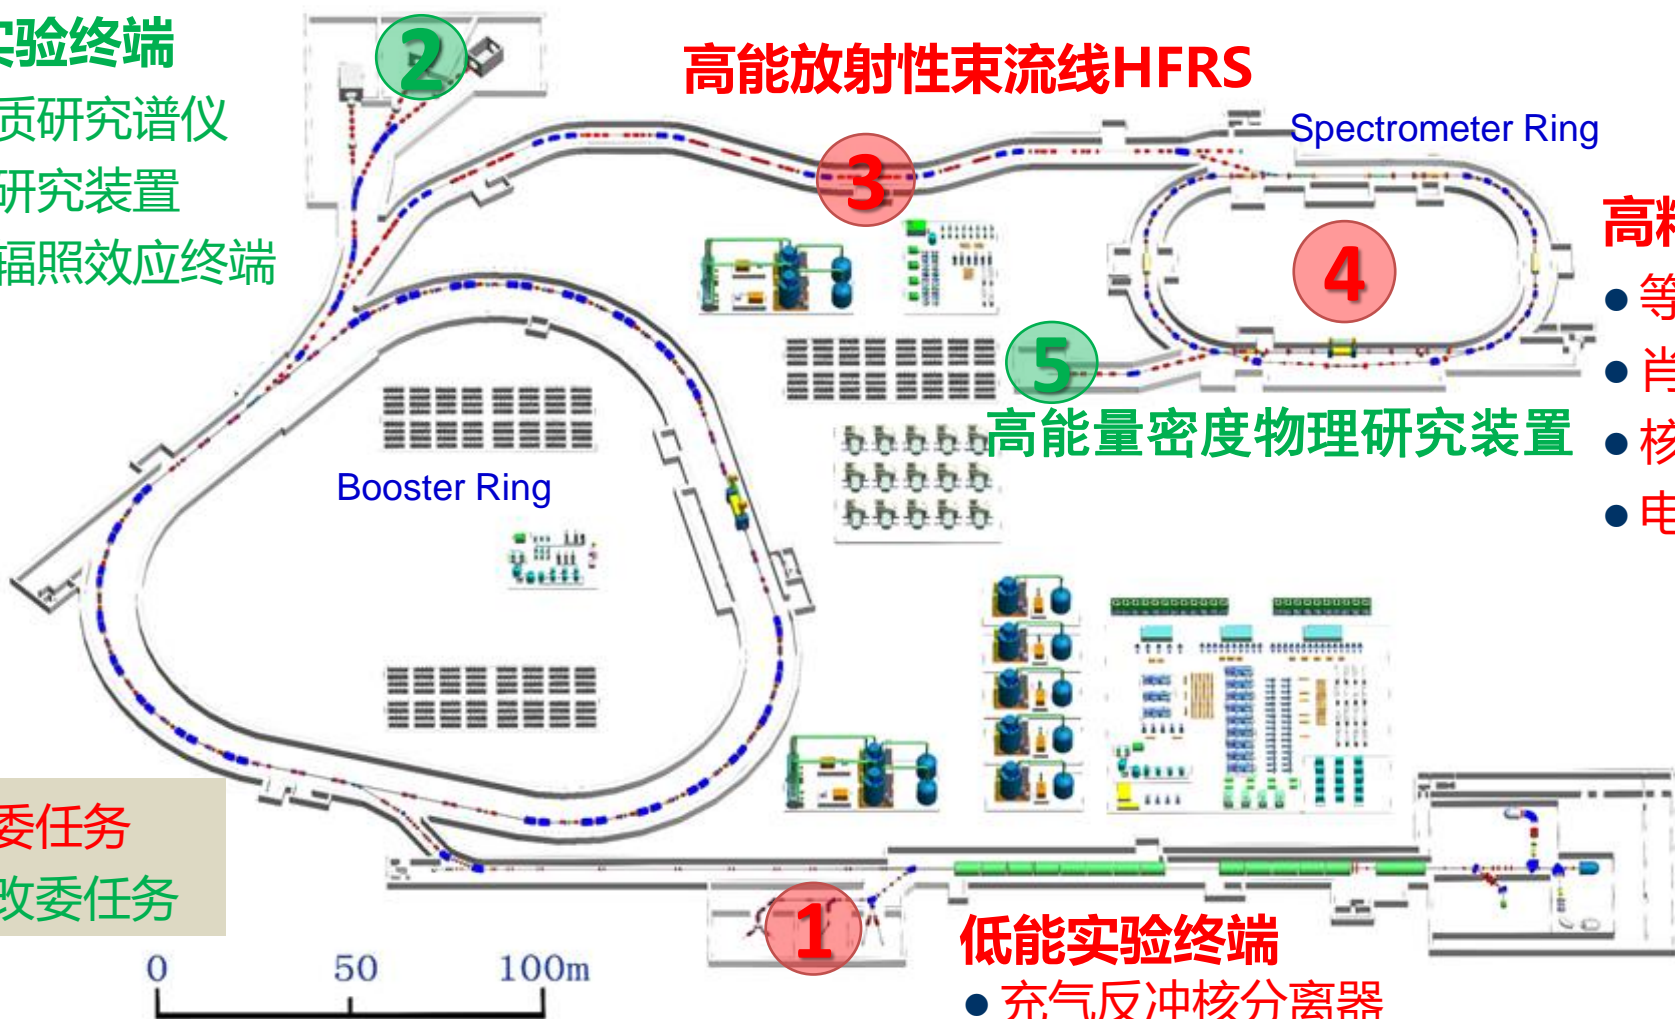 实验终端
质研究谱仪
研究装置
辐照效应终端
2
高能放射性束流线HFRS
3
Spectrometer Ring
4
高精
等
肖
核
电
5
高能量密度物理研究装置
Booster Ring
委任务
改委任务
1
低能实验终端
充气反冲核分离器
0 50 100m